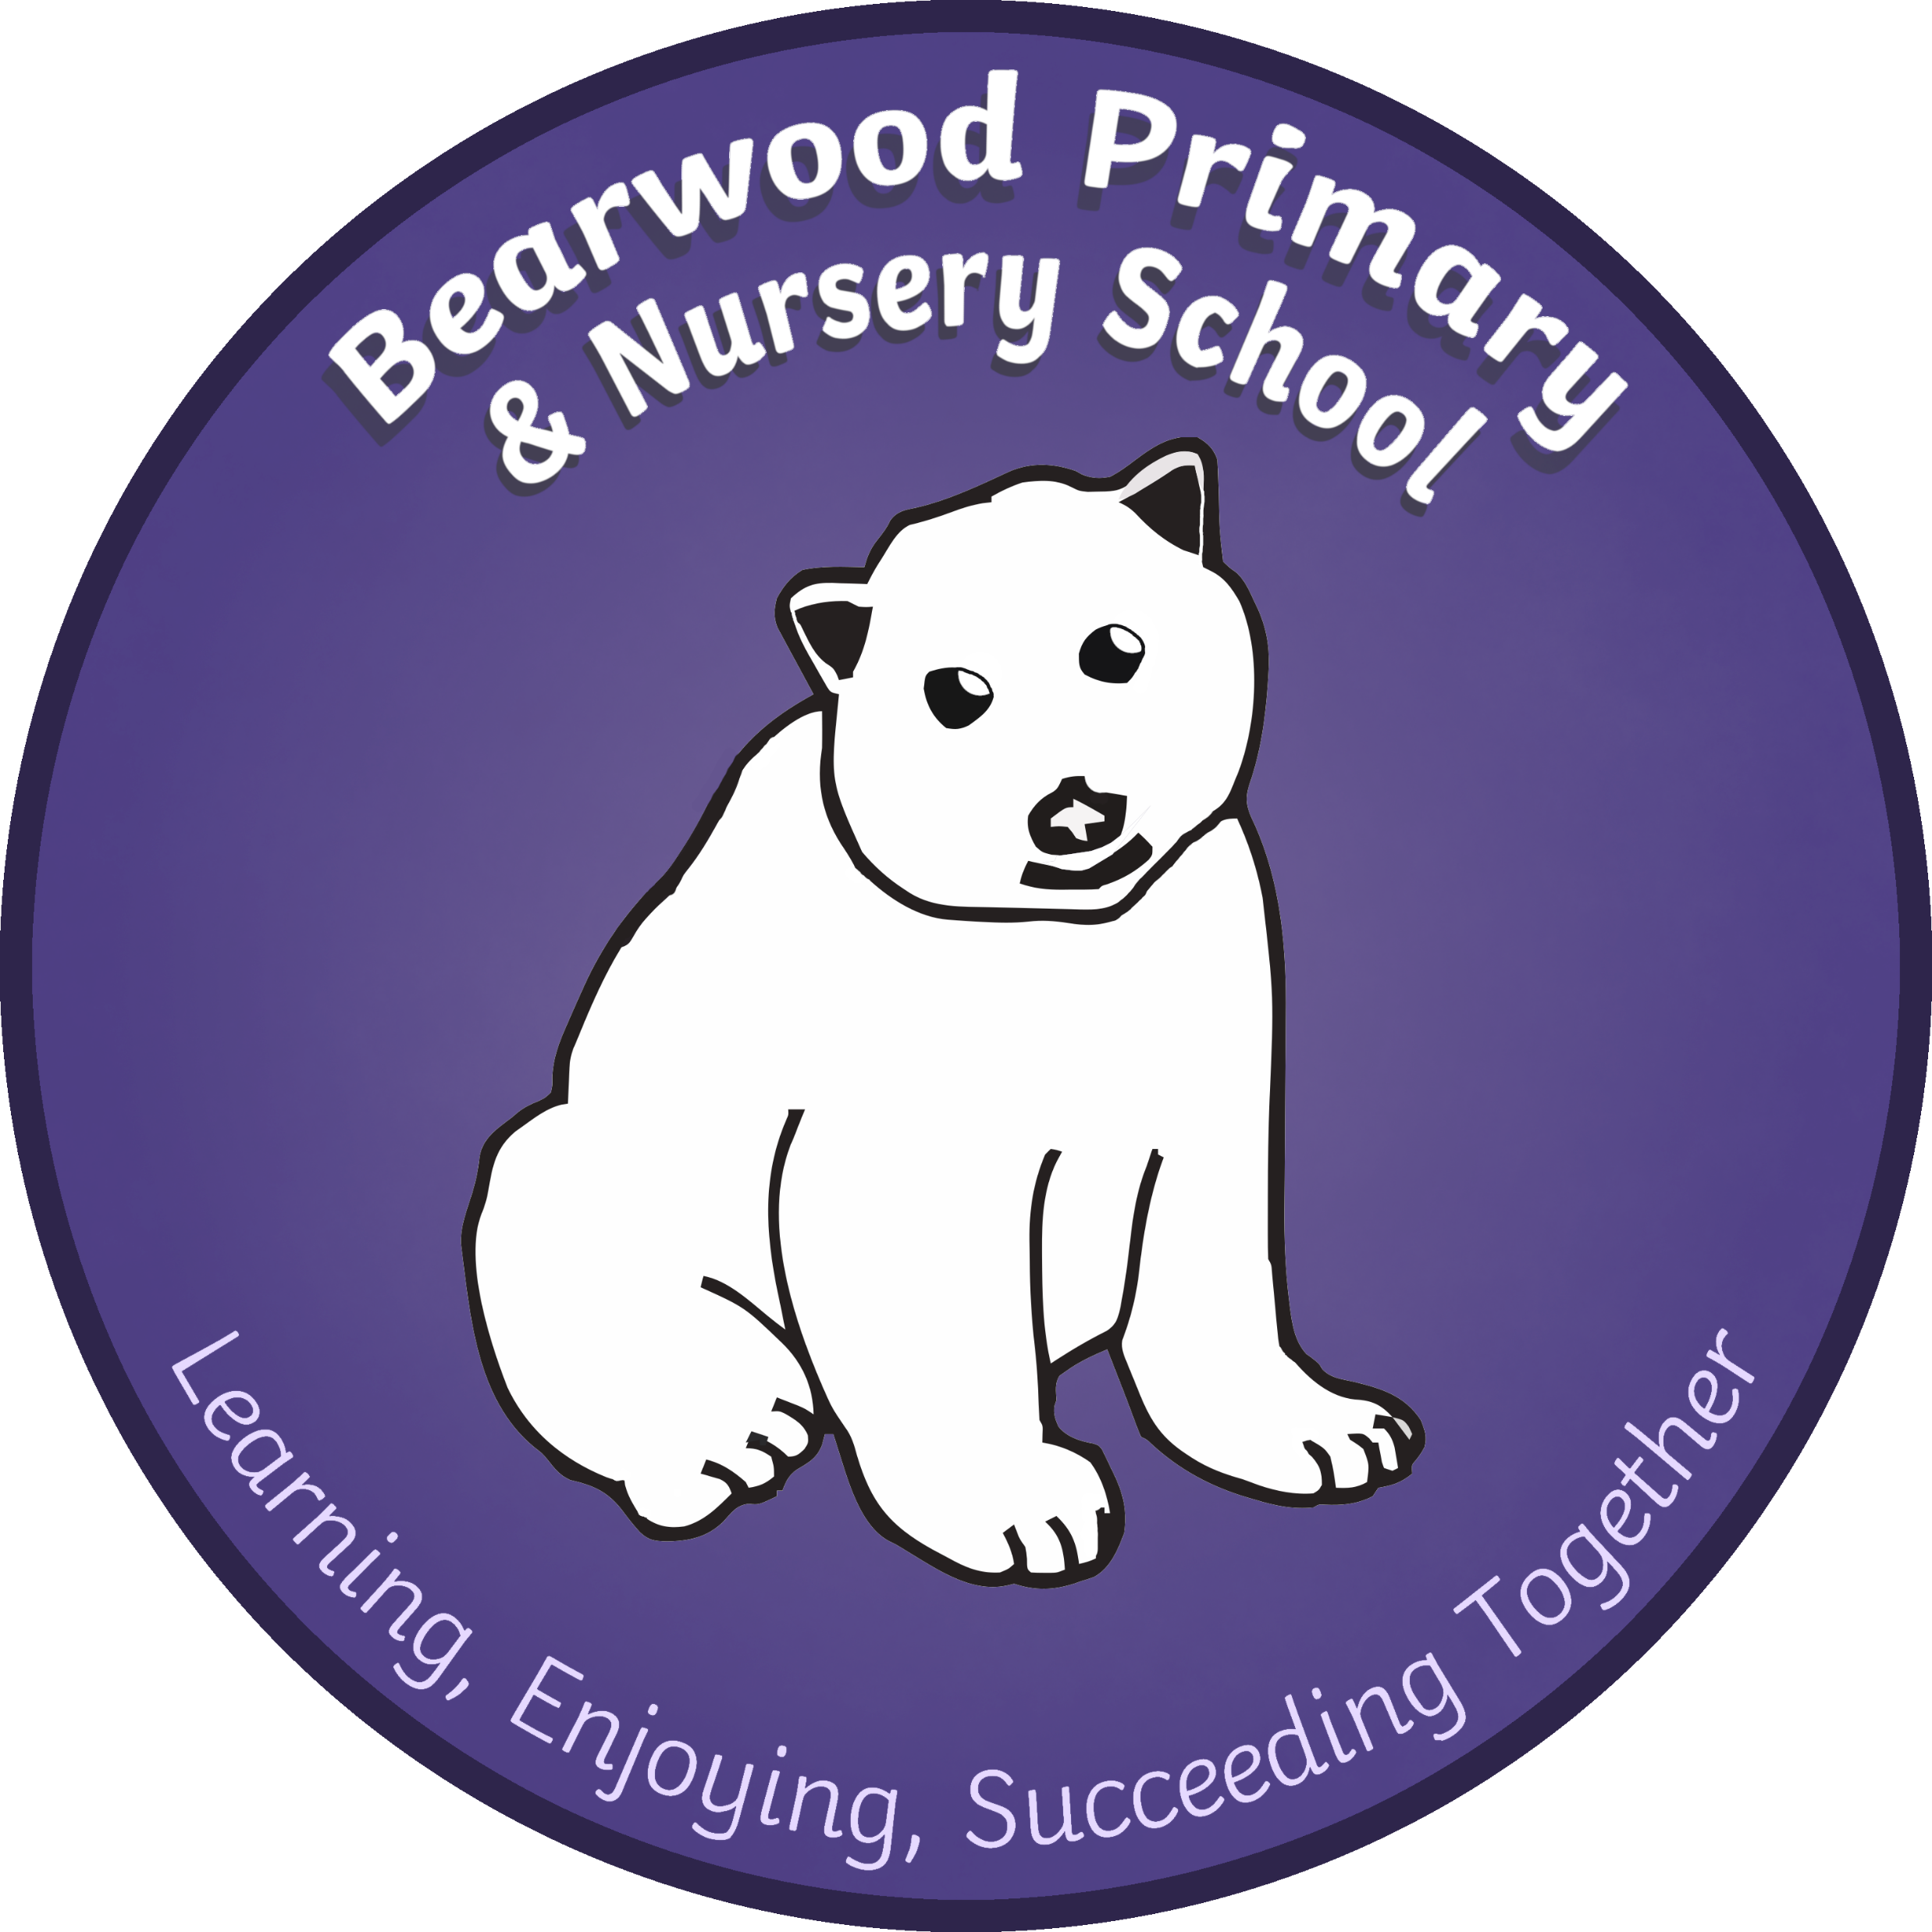 Bearwood Primary
& Nursery School
Learning, Enjoying, Succeeding Together